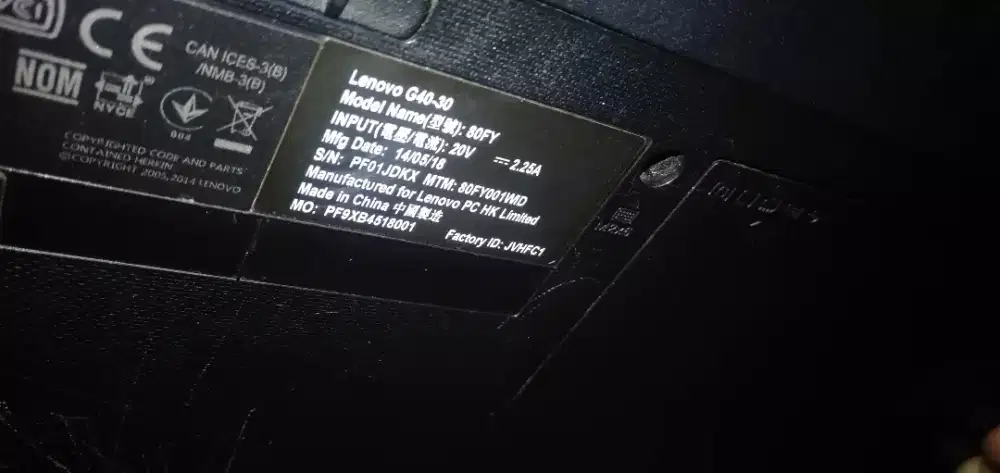 CE
CAN ICES-3(B)
/NMB-3(B)
NOM
NYCE
004
COPYRIGHTED CODE AND PARTS
CONTAINED HEREIN
©COPYRIGHT 2005, 2014 LENOVO
Lenovo G40-30
Model Name(型號): 80FY
INPUT(電壓/電流): 20V ⎓ 2.25A
Mfg Date: 14/05/18
S/N: PF01JDKX MTM: 80FY001WID
Manufactured for Lenovo PC HK Limited
Made in China 中國製造
MO: PF9XB4518001 Factory ID: JVHFC1